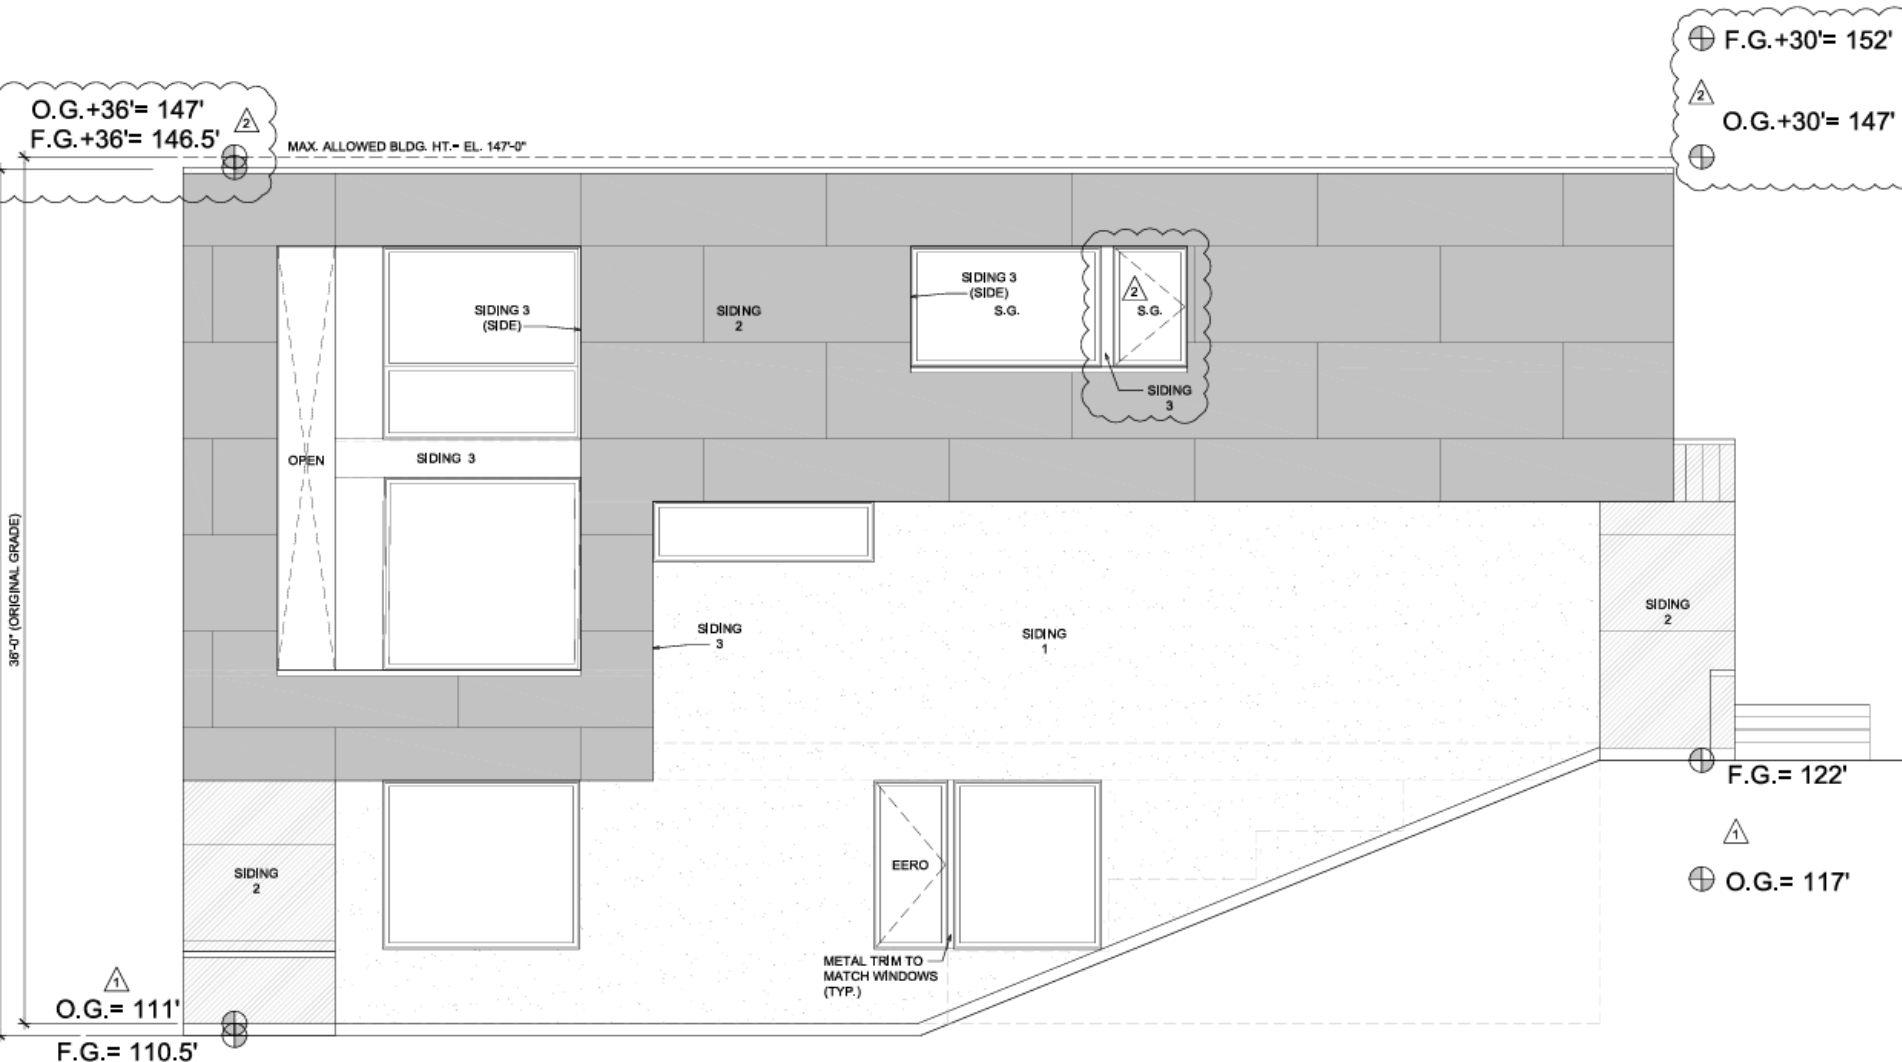 F.G.+30'= 152'
2
O.G.+30'= 147'
O.G.+36'= 147'
F.G.+36'= 146.5'
2
MAX. ALLOWED BLDG. HT.- EL. 147'-0"
SIDING 3
(SIDE)
SIDING
2
SIDING 3
(SIDE)
S.G.
2
S.G.
SIDING
3
OPEN
SIDING 3
36'-0" (ORIGINAL GRADE)
SIDING
3
SIDING
1
SIDING
2
F.G.= 122'
1
O.G.= 117'
EERO
SIDING
2
METAL TRIM TO
MATCH WINDOWS
(TYP.)
1
O.G.= 111'
F.G.= 110.5'